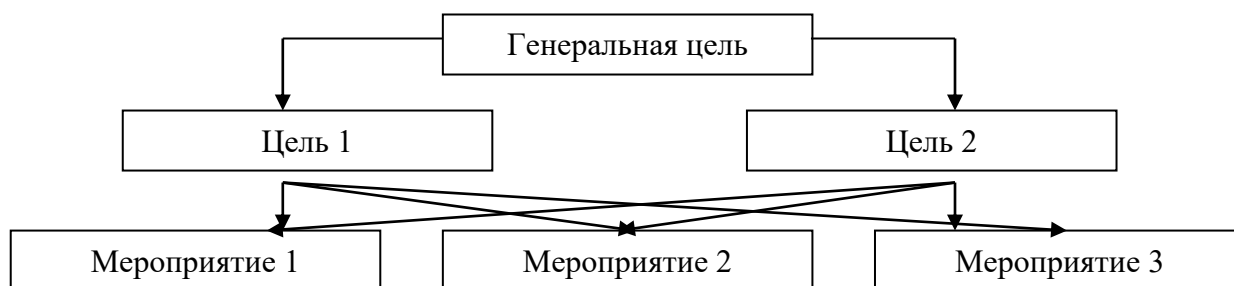 Генеральная цель
Цель 1
Цель 2
Мероприятие 1
Мероприятие 2
Мероприятие 3